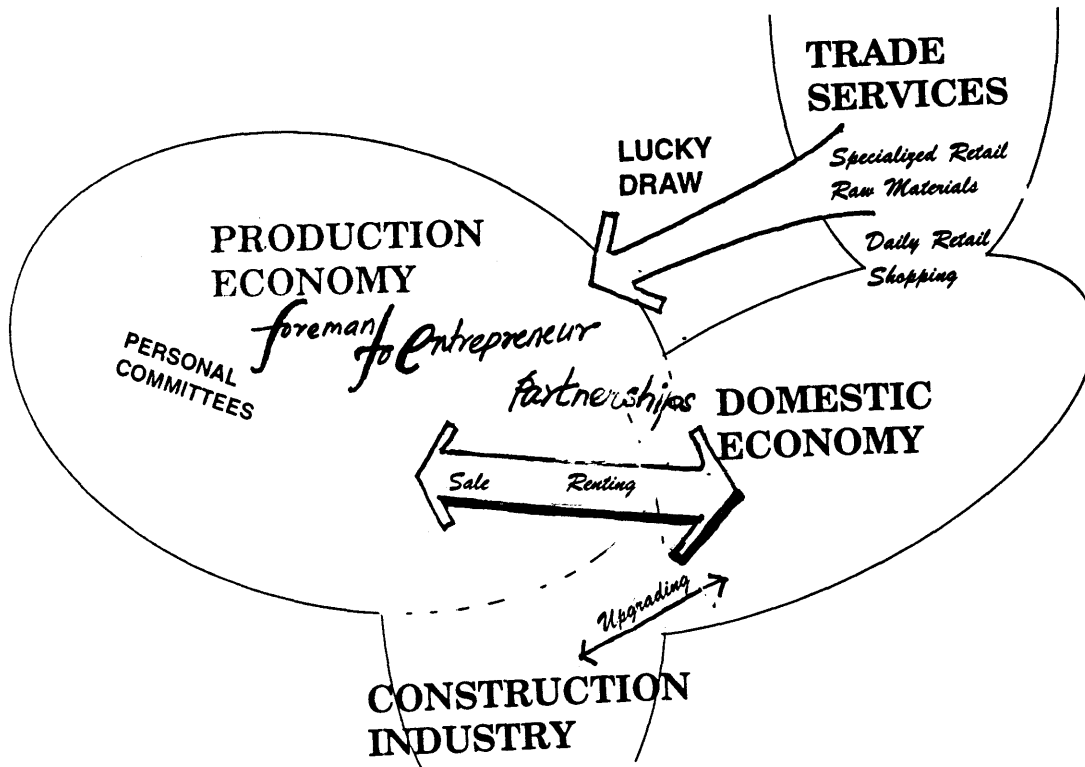 TRADE
SERVICES
Specialized Retail
Raw Materials
Daily Retail
Shopping
LUCKY
DRAW
PRODUCTION
ECONOMY
foreman to entrepreneur
partnerships
PERSONAL
COMMITTEES
DOMESTIC
ECONOMY
Sale Renting
Upgrading
CONSTRUCTION
INDUSTRY